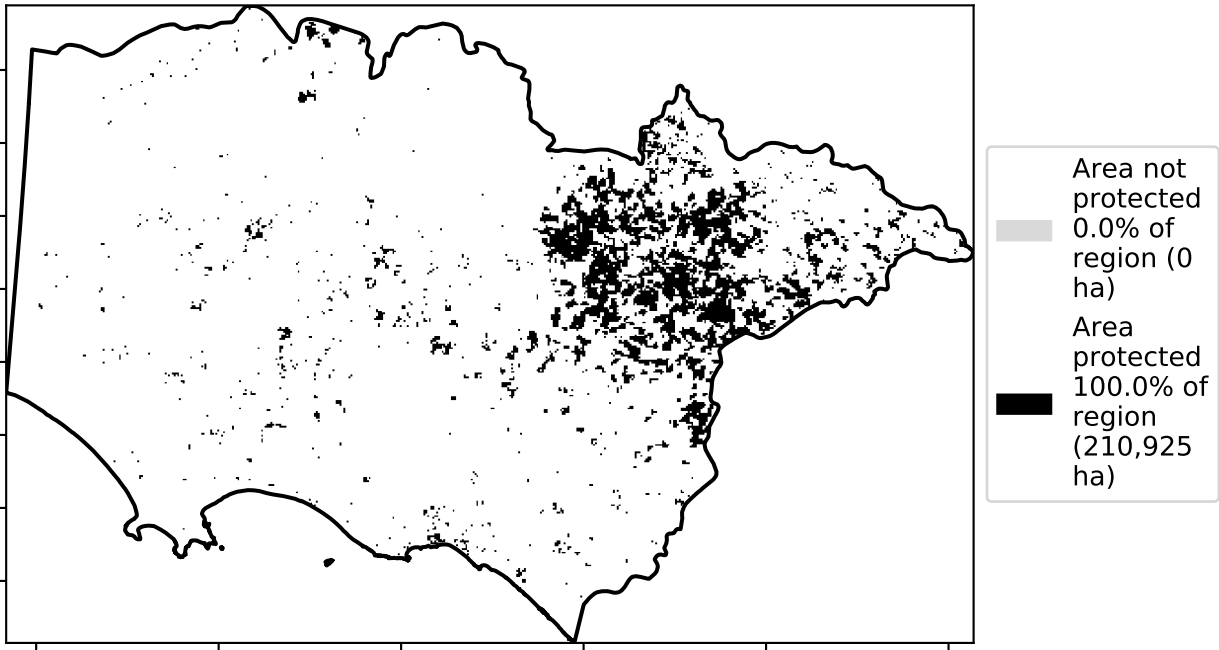 Area not
protected
0.0% of
region (0
ha)
Area
protected
100.0% of
region
(210,925
ha)